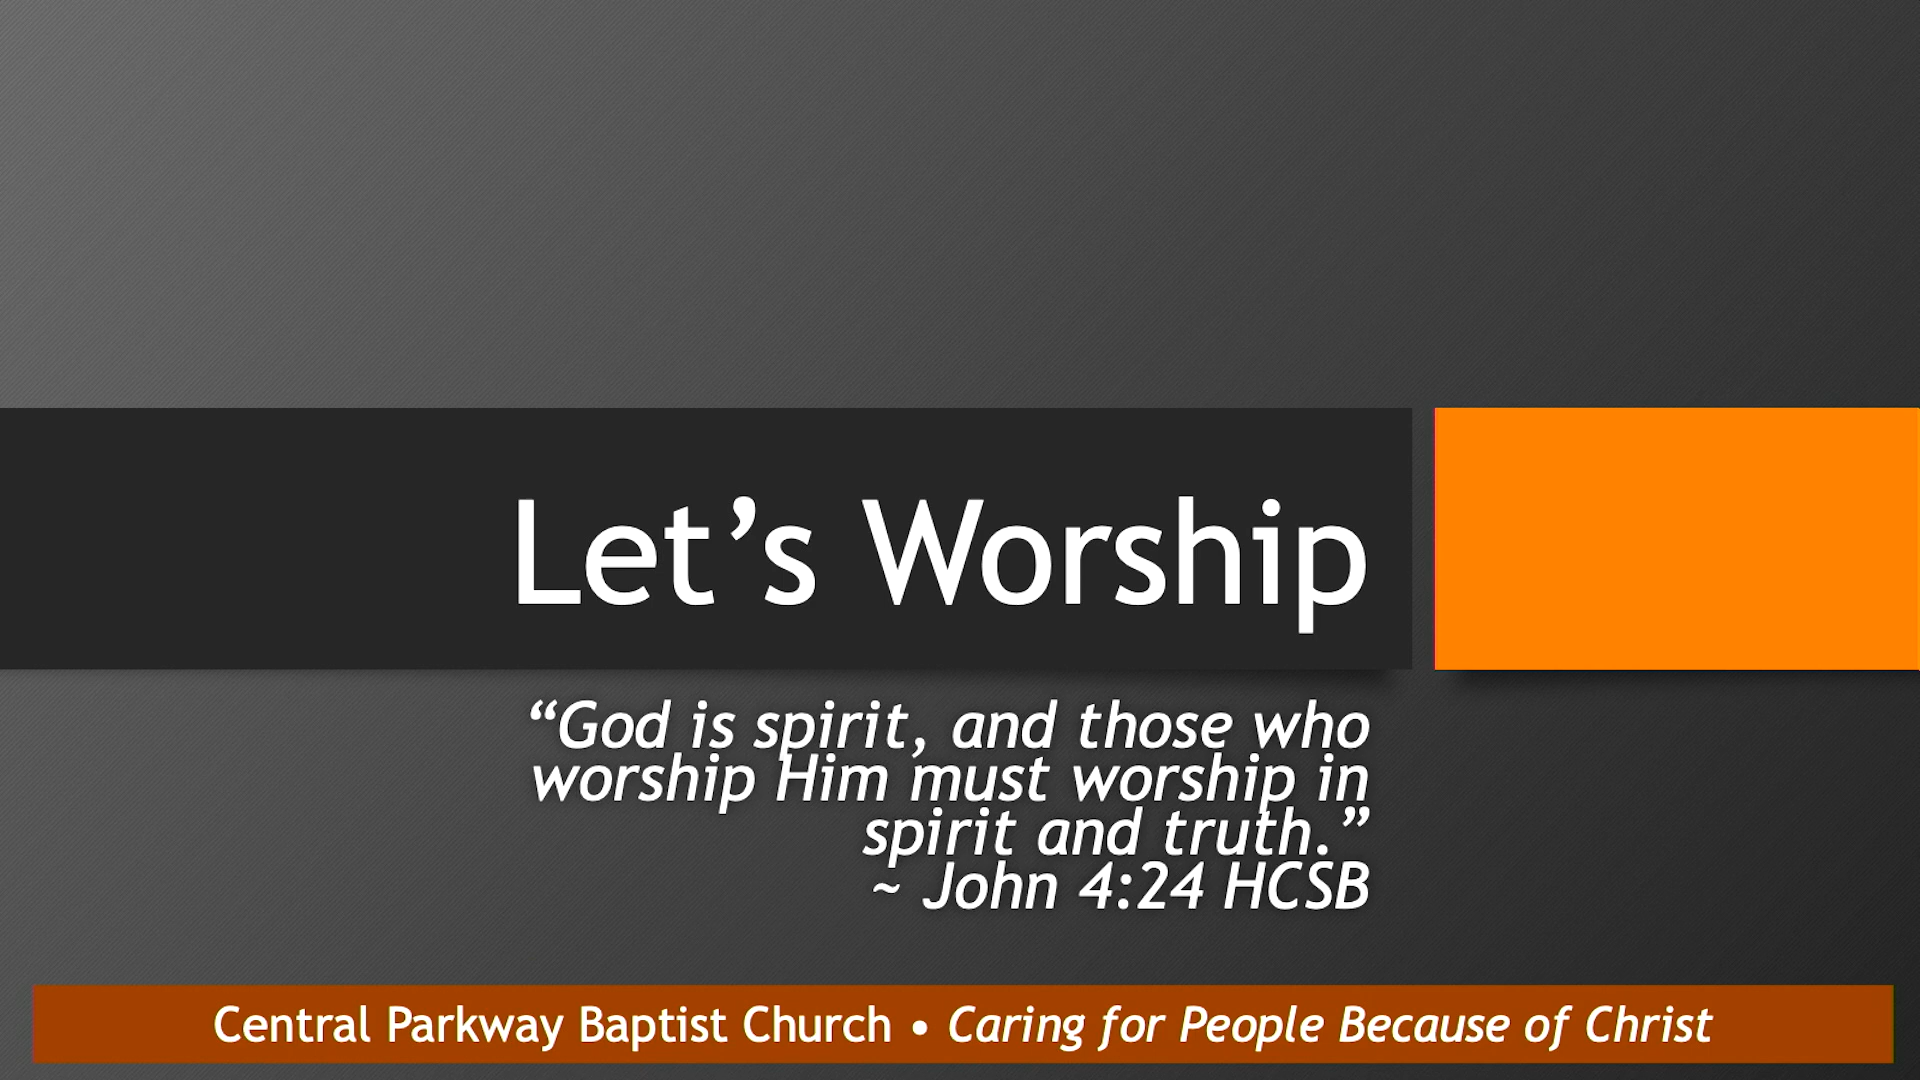 Let’s Worship
“God is spirit, and those who
worship Him must worship in
spirit and truth.”
~ John 4:24 HCSB
Central Parkway Baptist Church • Caring for People Because of Christ